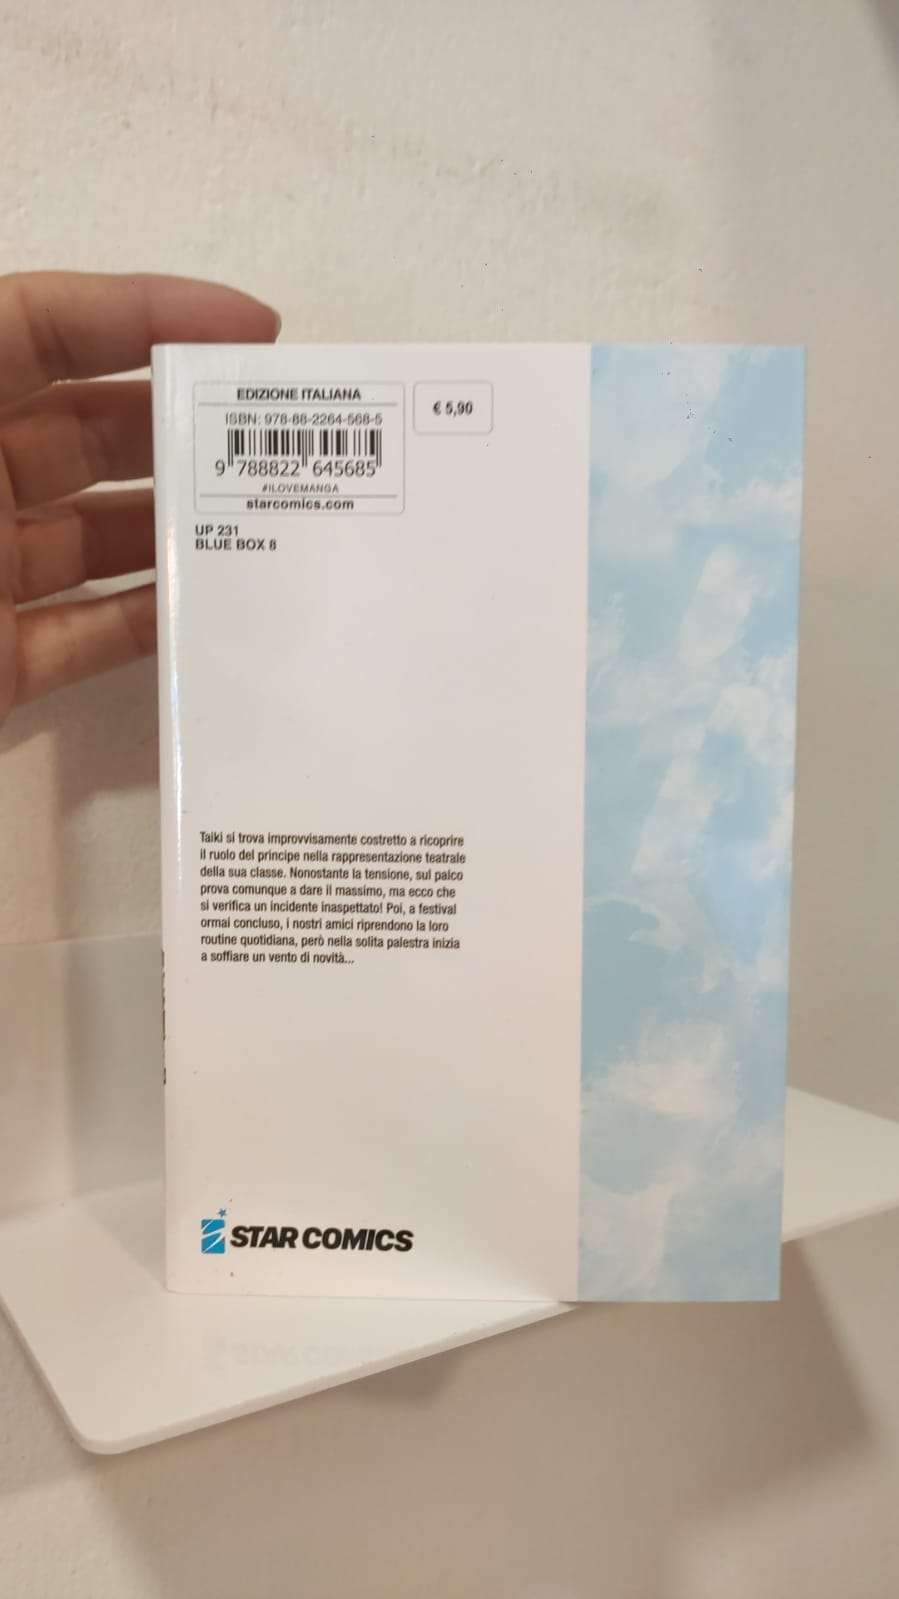 EDIZIONE ITALIANA
ISBN: 978-88-2264-568-5
9 788822 645685
#ILOVEMANGA
starcomics.com
€ 5,90
UP 231
BLUE BOX 8
Taiki si trova improvvisamente costretto a ricoprire
il ruolo del principe nella rappresentazione teatrale
della sua classe. Nonostante la tensione, sul palco
prova comunque a dare il massimo, ma ecco che
si verifica un incidente inaspettato! Poi, a festival
ormai concluso, i nostri amici riprendono la loro
routine quotidiana, però nella solita palestra inizia
a soffiare un vento di novità...
STAR COMICS